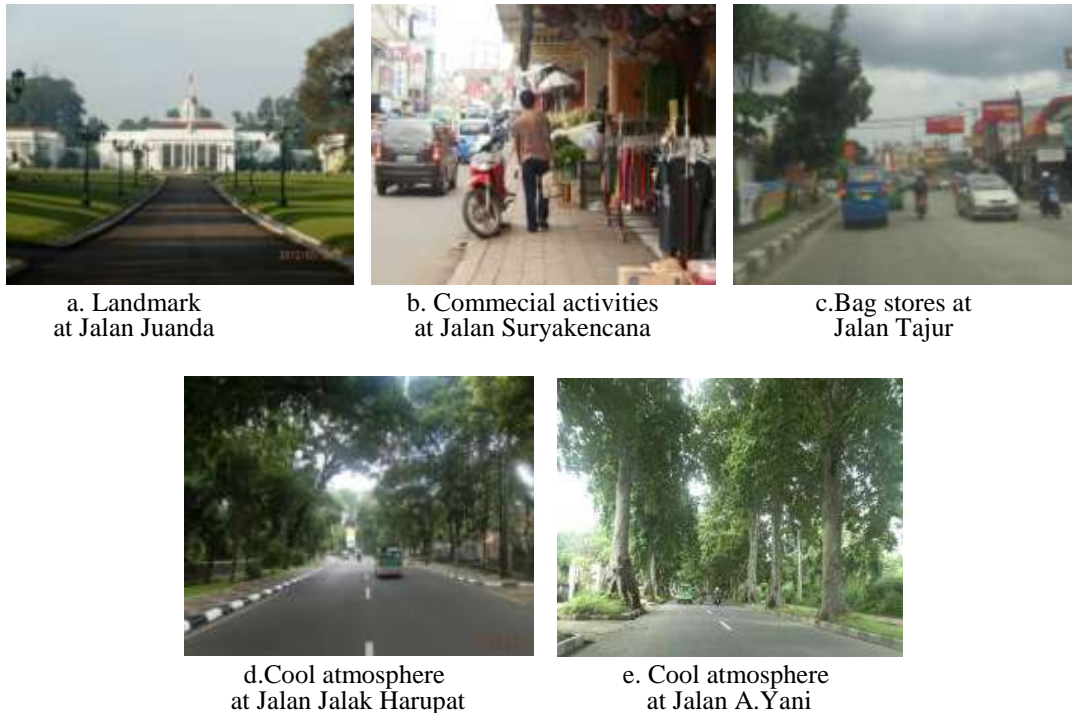 a. Landmark
at Jalan Juanda
b. Commecial activities
at Jalan Suryakencana
c.Bag stores at
Jalan Tajur
d.Cool atmosphere
at Jalan Jalak Harupat
e. Cool atmosphere
at Jalan A.Yani